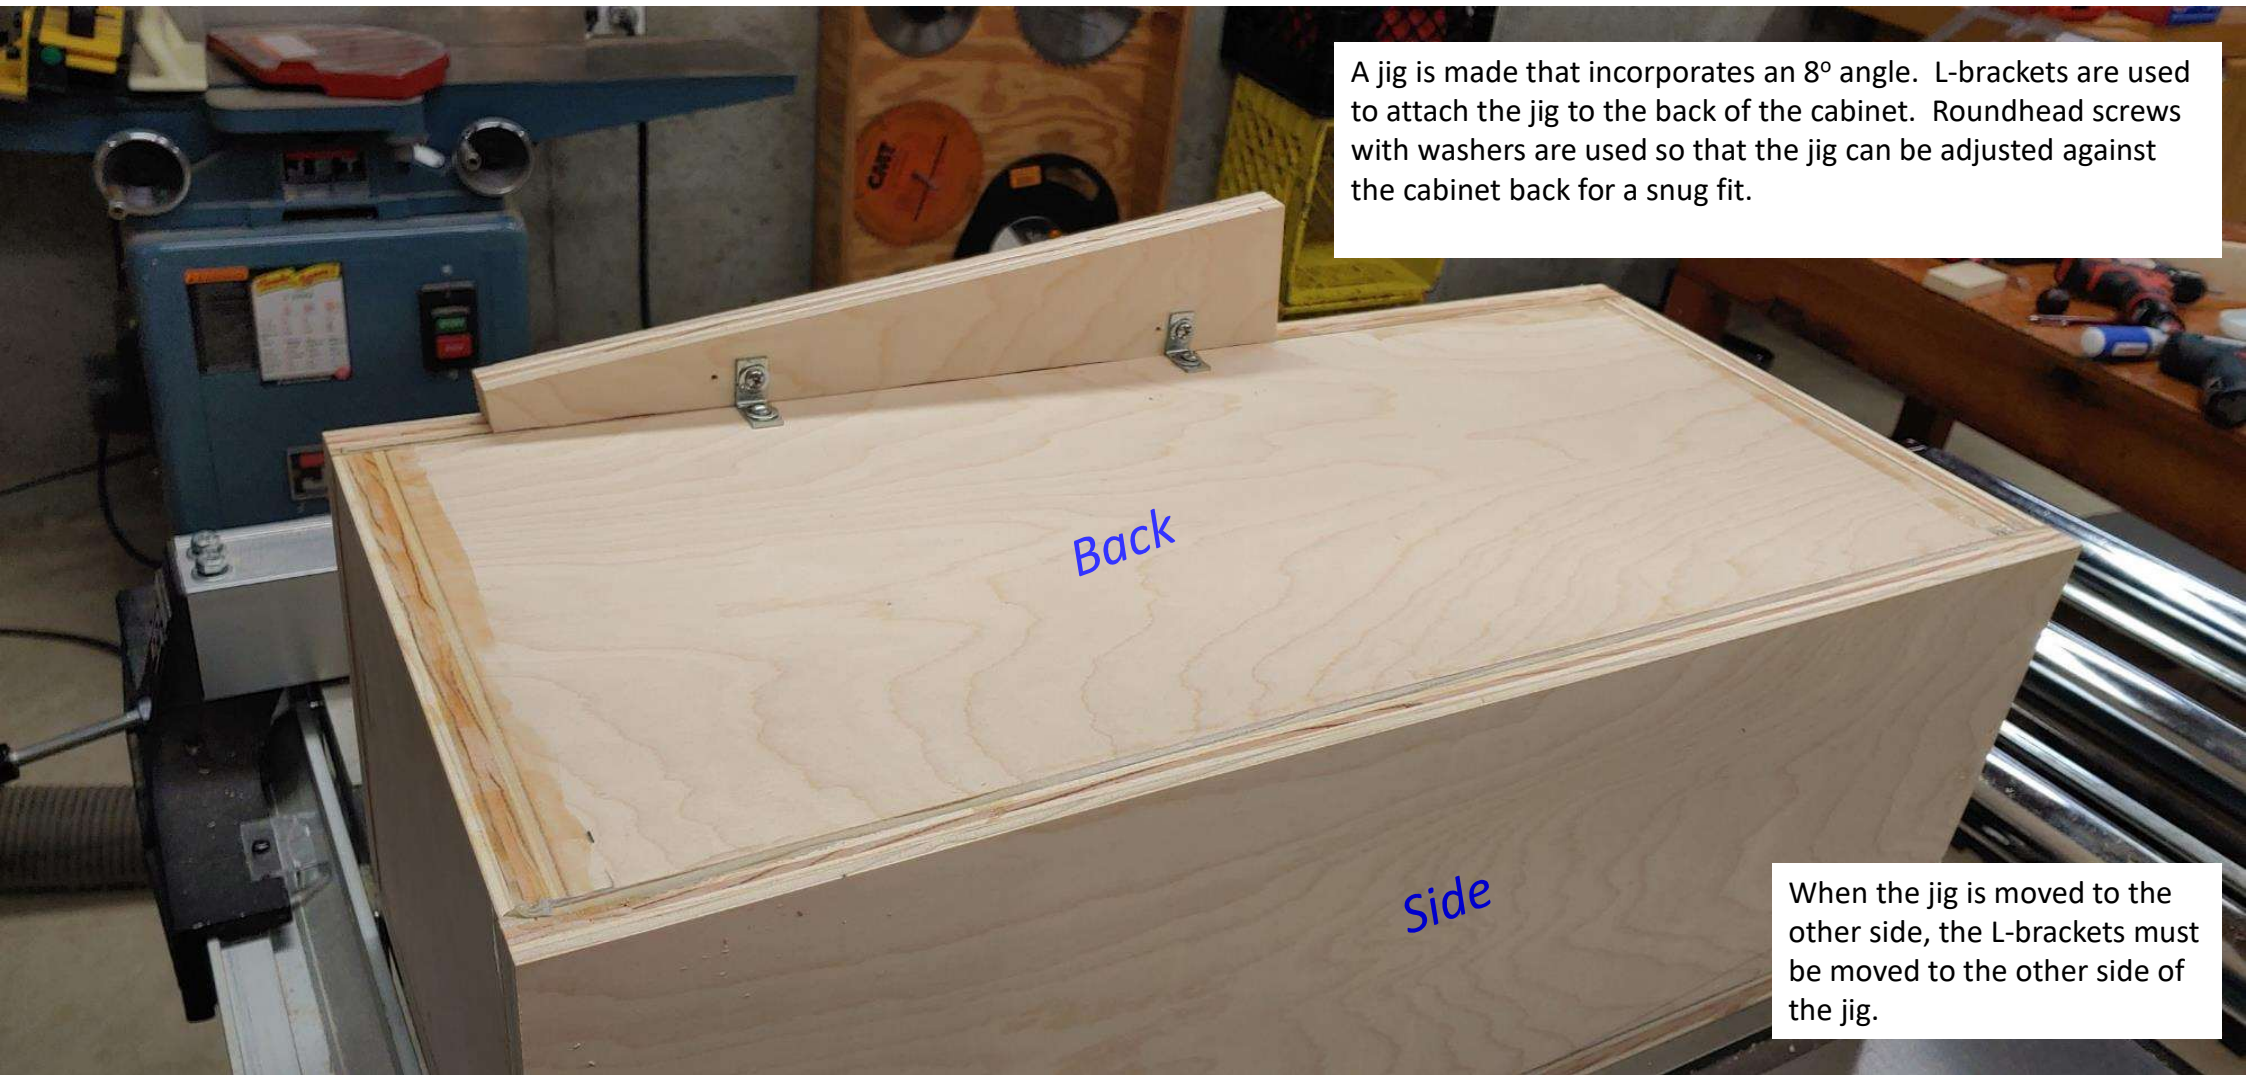 A jig is made that incorporates an 8° angle. L-brackets are used
to attach the jig to the back of the cabinet. Roundhead screws
with washers are used so that the jig can be adjusted against
the cabinet back for a snug fit.
CMT
Back
Side
When the jig is moved to the
other side, the L-brackets must
be moved to the other side of
the jig.